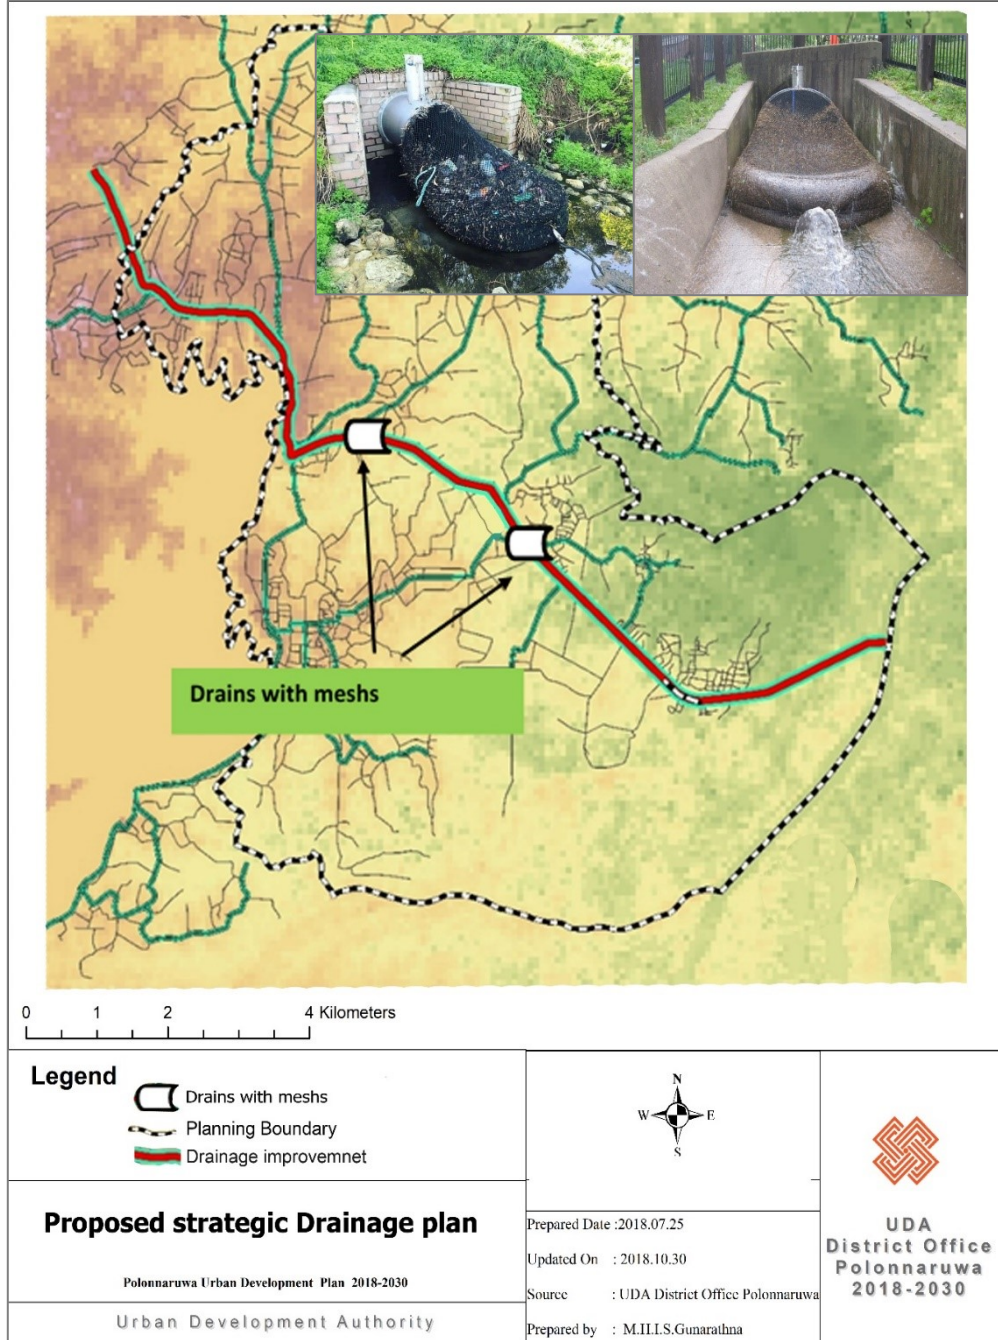 Drains with meshs
0 1 2 4 Kilometers
Legend
Drains with meshs
Planning Boundary
Drainage improvemnet
Proposed strategic Drainage plan
Polonnaruwa Urban Development Plan 2018-2030
Urban Development Authority
N
W E
S
Prepared Date :2018.07.25
Updated On : 2018.10.30
Source : UDA District Office Polonnaruwa
Prepared by : M.H.I.S.Gunarathna
UDA
District Office
Polonnaruwa
2018-2030